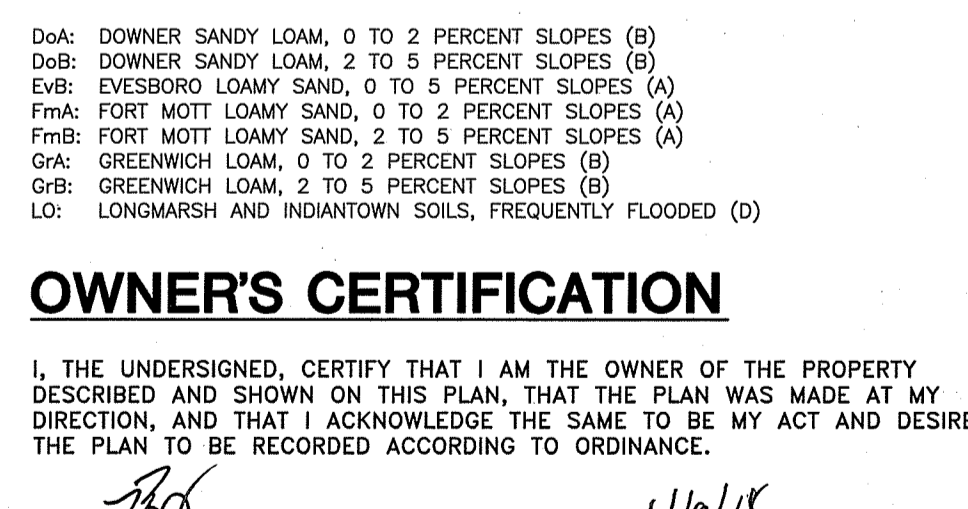 DoA: DOWNER SANDY LOAM, 0 TO 2 PERCENT SLOPES (B)
DoB: DOWNER SANDY LOAM, 2 TO 5 PERCENT SLOPES (B)
EvB: EVESBORO LOAMY SAND, 0 TO 5 PERCENT SLOPES (A)
FmA: FORT MOTT LOAMY SAND, 0 TO 2 PERCENT SLOPES (A)
FmB: FORT MOTT LOAMY SAND, 2 TO 5 PERCENT SLOPES (A)
GrA: GREENWICH LOAM, 0 TO 2 PERCENT SLOPES (B)
GrB: GREENWICH LOAM, 2 TO 5 PERCENT SLOPES (B)
LO: LONGMARSH AND INDIANTOWN SOILS, FREQUENTLY FLOODED (D)
OWNER'S CERTIFICATION
I, THE UNDERSIGNED, CERTIFY THAT I AM THE OWNER OF THE PROPERTY
DESCRIBED AND SHOWN ON THIS PLAN, THAT THE PLAN WAS MADE AT MY
DIRECTION, AND THAT I ACKNOWLEDGE THE SAME TO BE MY ACT AND DESIRE
THE PLAN TO BE RECORDED ACCORDING TO ORDINANCE.